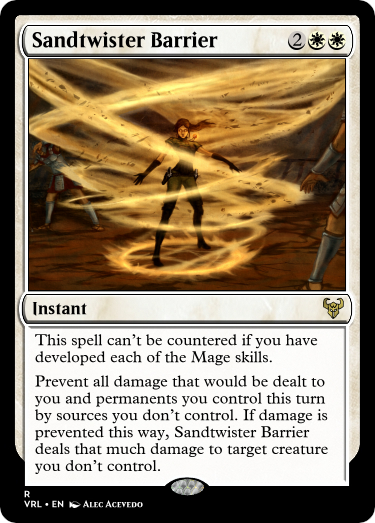 Sandtwister Barrier 2
Instant
This spell can't be countered if you have
developed each of the Mage skills.
Prevent all damage that would be dealt to
you and permanents you control this turn
by sources you don't control. If damage is
prevented this way, Sandtwister Barrier
deals that much damage to target creature
you don't control.
R
VRL • EN Alec Acevedo